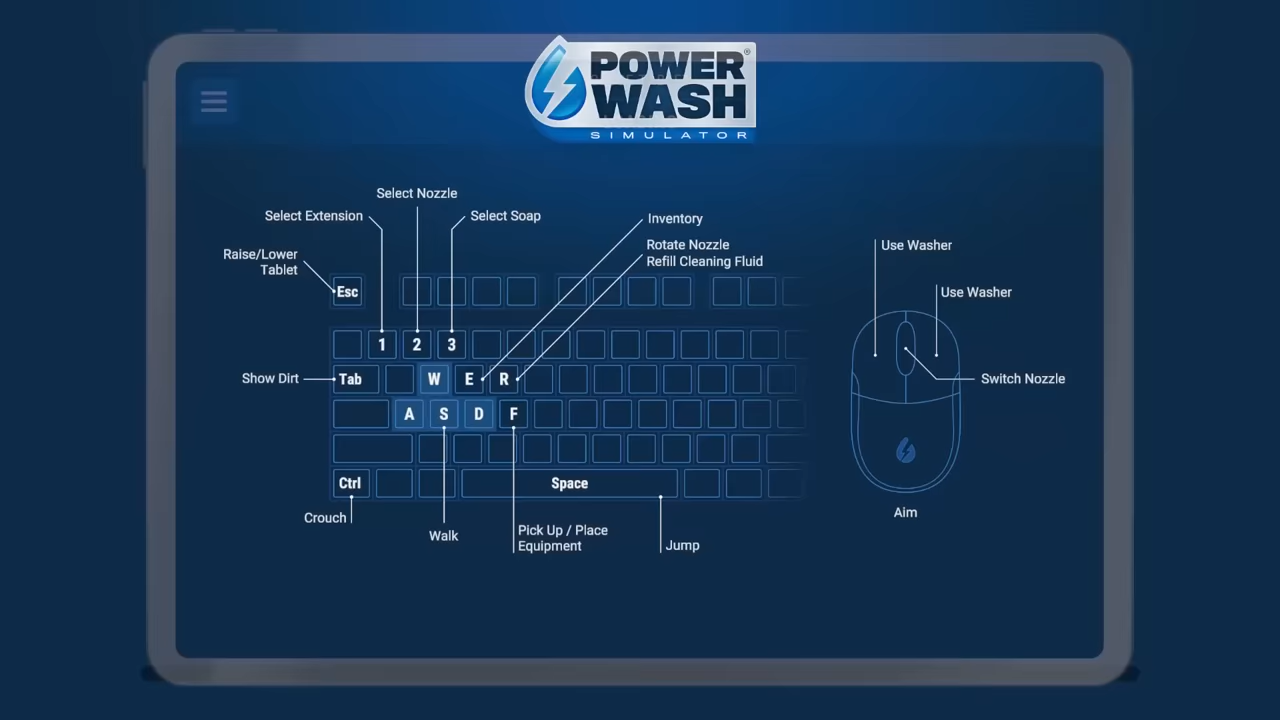 POWER
WASH
SIMULATOR
Select Nozzle
Select Extension
Select Soap
Inventory
Raise/Lower
Tablet
Rotate Nozzle
Refill Cleaning Fluid
Use Washer
Use Washer
Esc
1 2 3
Show Dirt
Tab W E R
Switch Nozzle
A S D F
Ctrl Space
Crouch
Walk
Pick Up / Place
Equipment
Jump
Aim